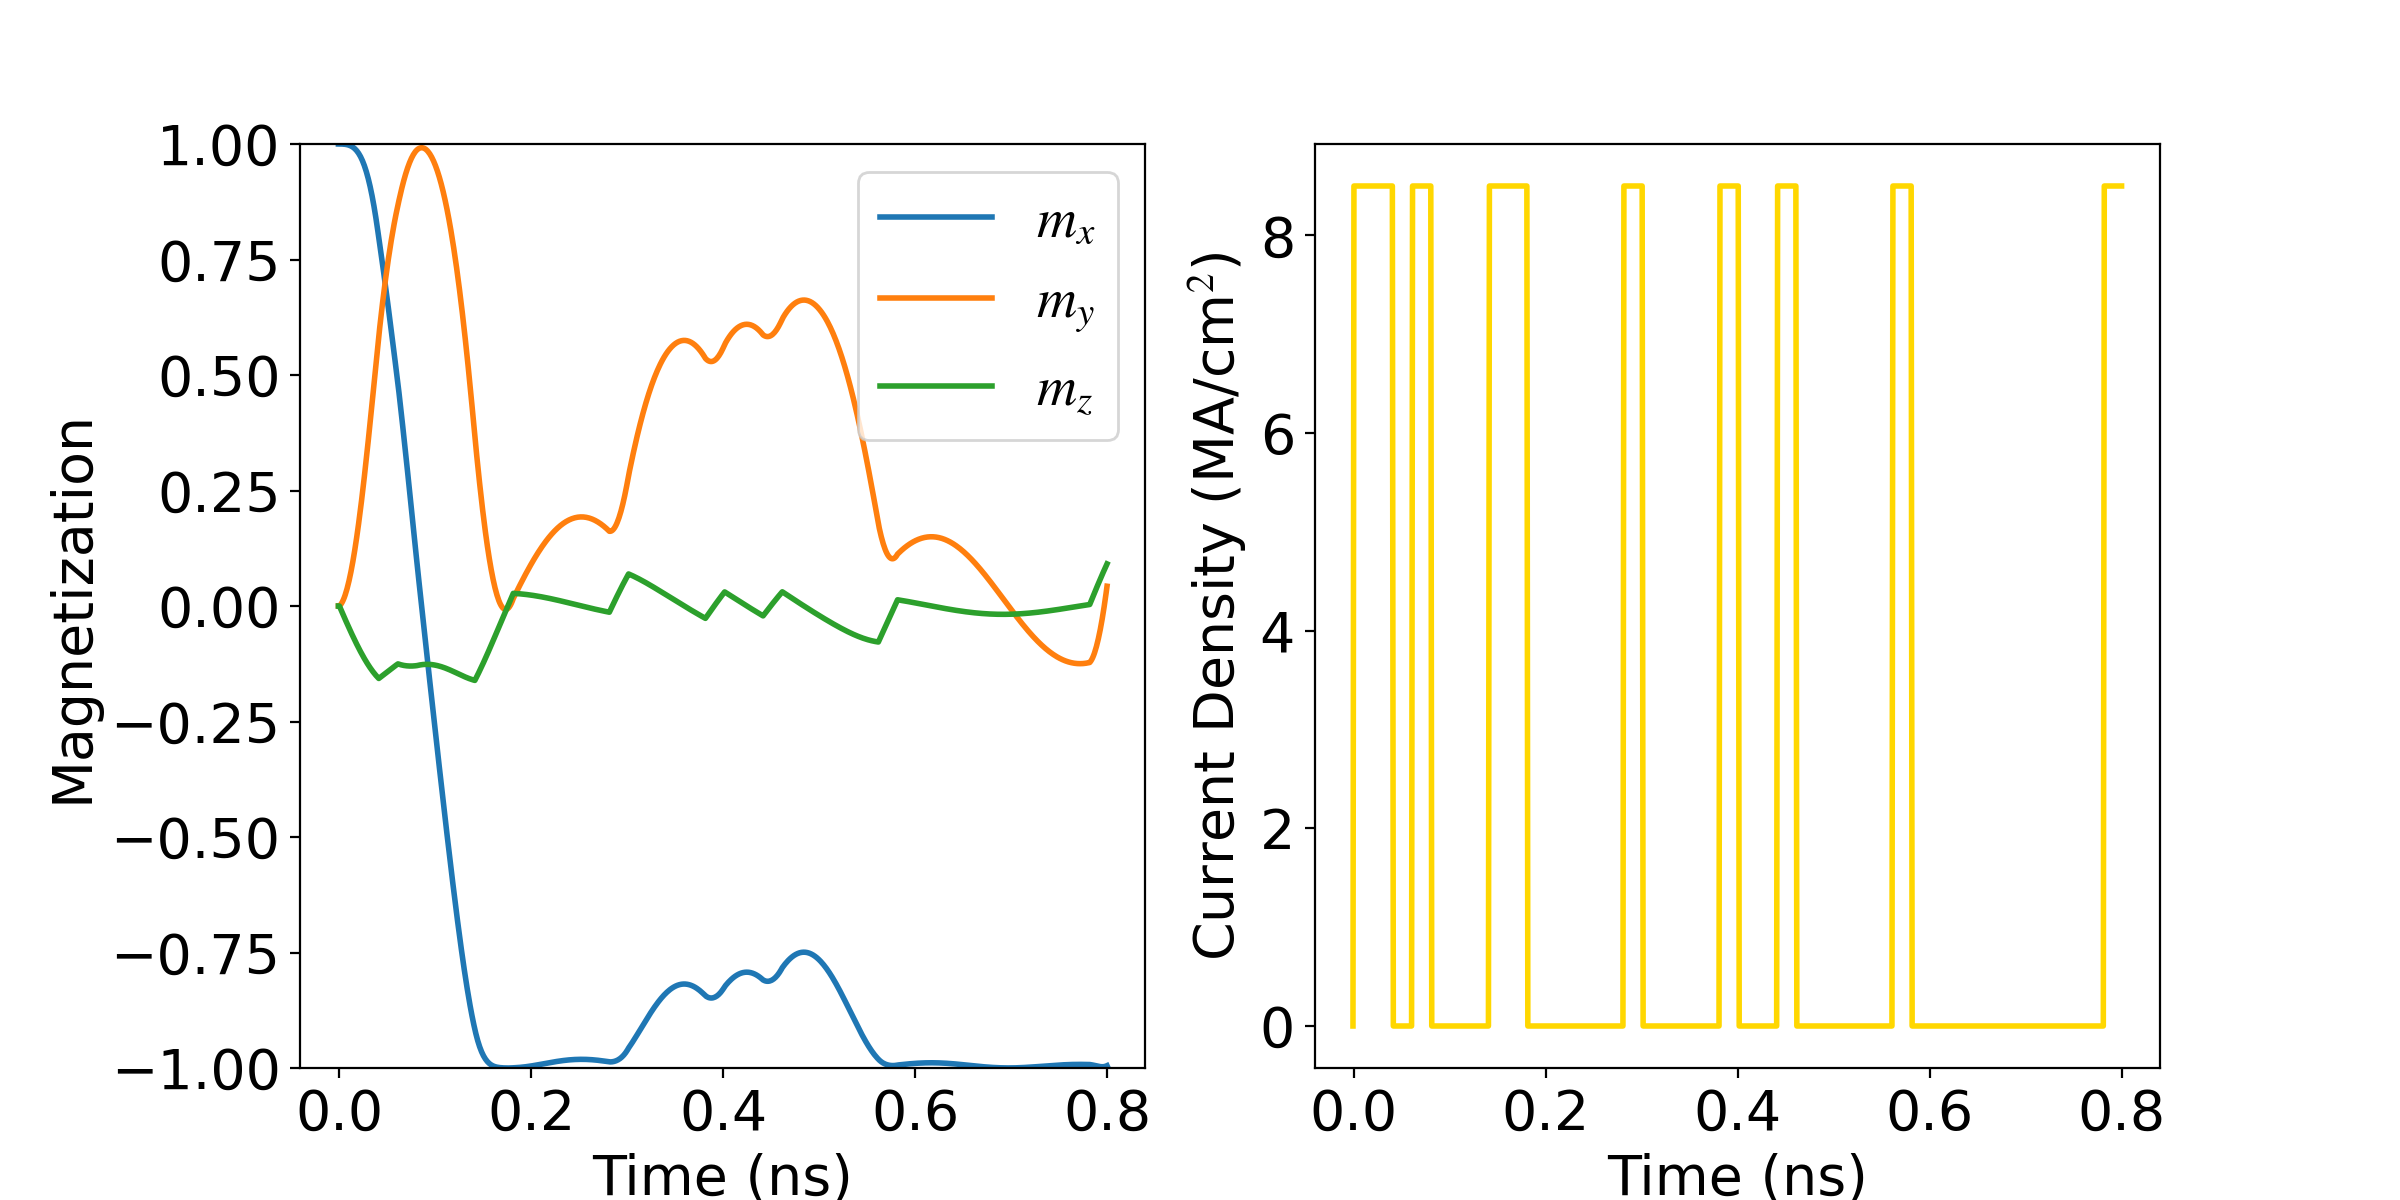 Magnetization
1.00
0.75
0.50
0.25
0.00
−0.25
−0.50
−0.75
−1.00
0.0 0.2 0.4 0.6 0.8
Time (ns)
m_x
m_y
m_z
Current Density (MA/cm²)
8
6
4
2
0
0.0 0.2 0.4 0.6 0.8
Time (ns)